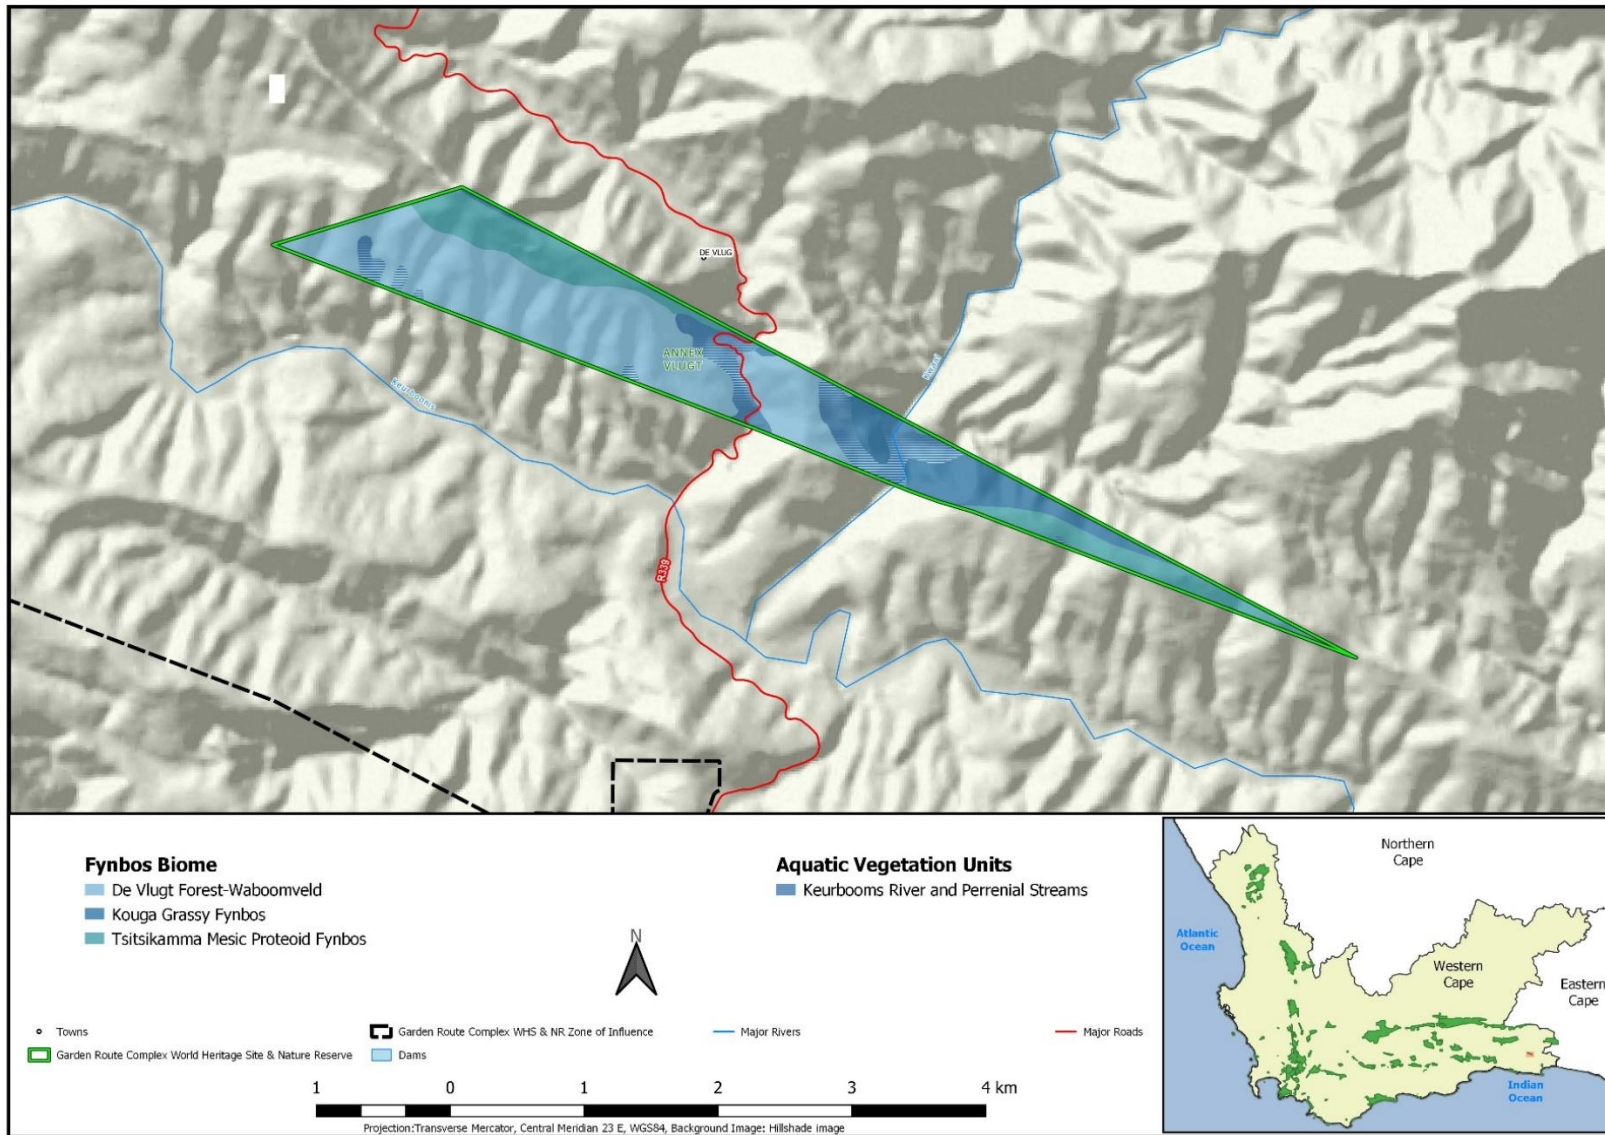 DE VLUG
ANNEX
VLUGT
Keurbooms
R339
Fynbos Biome
De Vlugt Forest-Waboomveld
Kouga Grassy Fynbos
Tsitsikamma Mesic Proteoid Fynbos
Aquatic Vegetation Units
Keurbooms River and Perrenial Streams
N
Towns
Garden Route Complex World Heritage Site & Nature Reserve
Garden Route Complex WHS & NR Zone of Influence
Dams
Major Rivers
Major Roads
1 0 1 2 3 4 km
Projection:Transverse Mercator, Central Meridian 23 E, WGS84, Background Image: Hillshade image
Northern
Cape
Atlantic
Ocean
Western
Cape
Eastern
Cape
Indian
Ocean